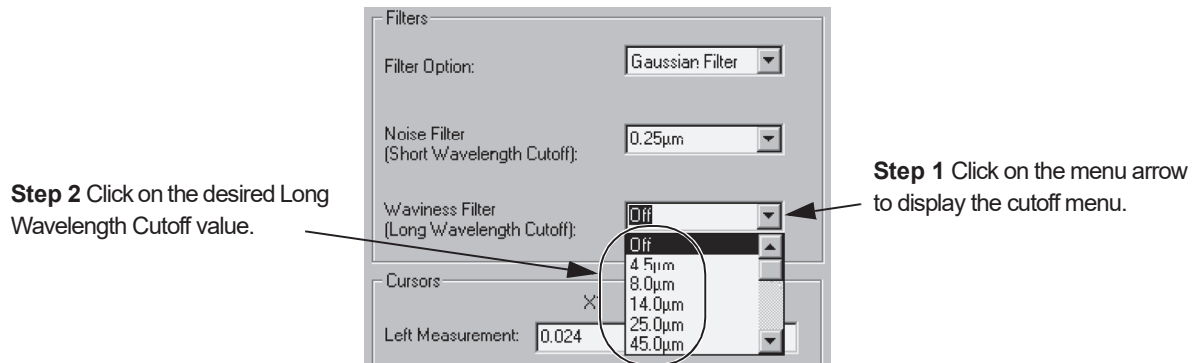 Filters
Filter Option:
Gaussian Filter
Noise Filter
(Short Wavelength Cutoff):
0.25µm
Waviness Filter
(Long Wavelength Cutoff):
Off
Off
4.5µm
8.0µm
14.0µm
25.0µm
45.0µm
Cursors
X
Left Measurement:
0.024
Step 1 Click on the menu arrow
to display the cutoff menu.
Step 2 Click on the desired Long
Wavelength Cutoff value.